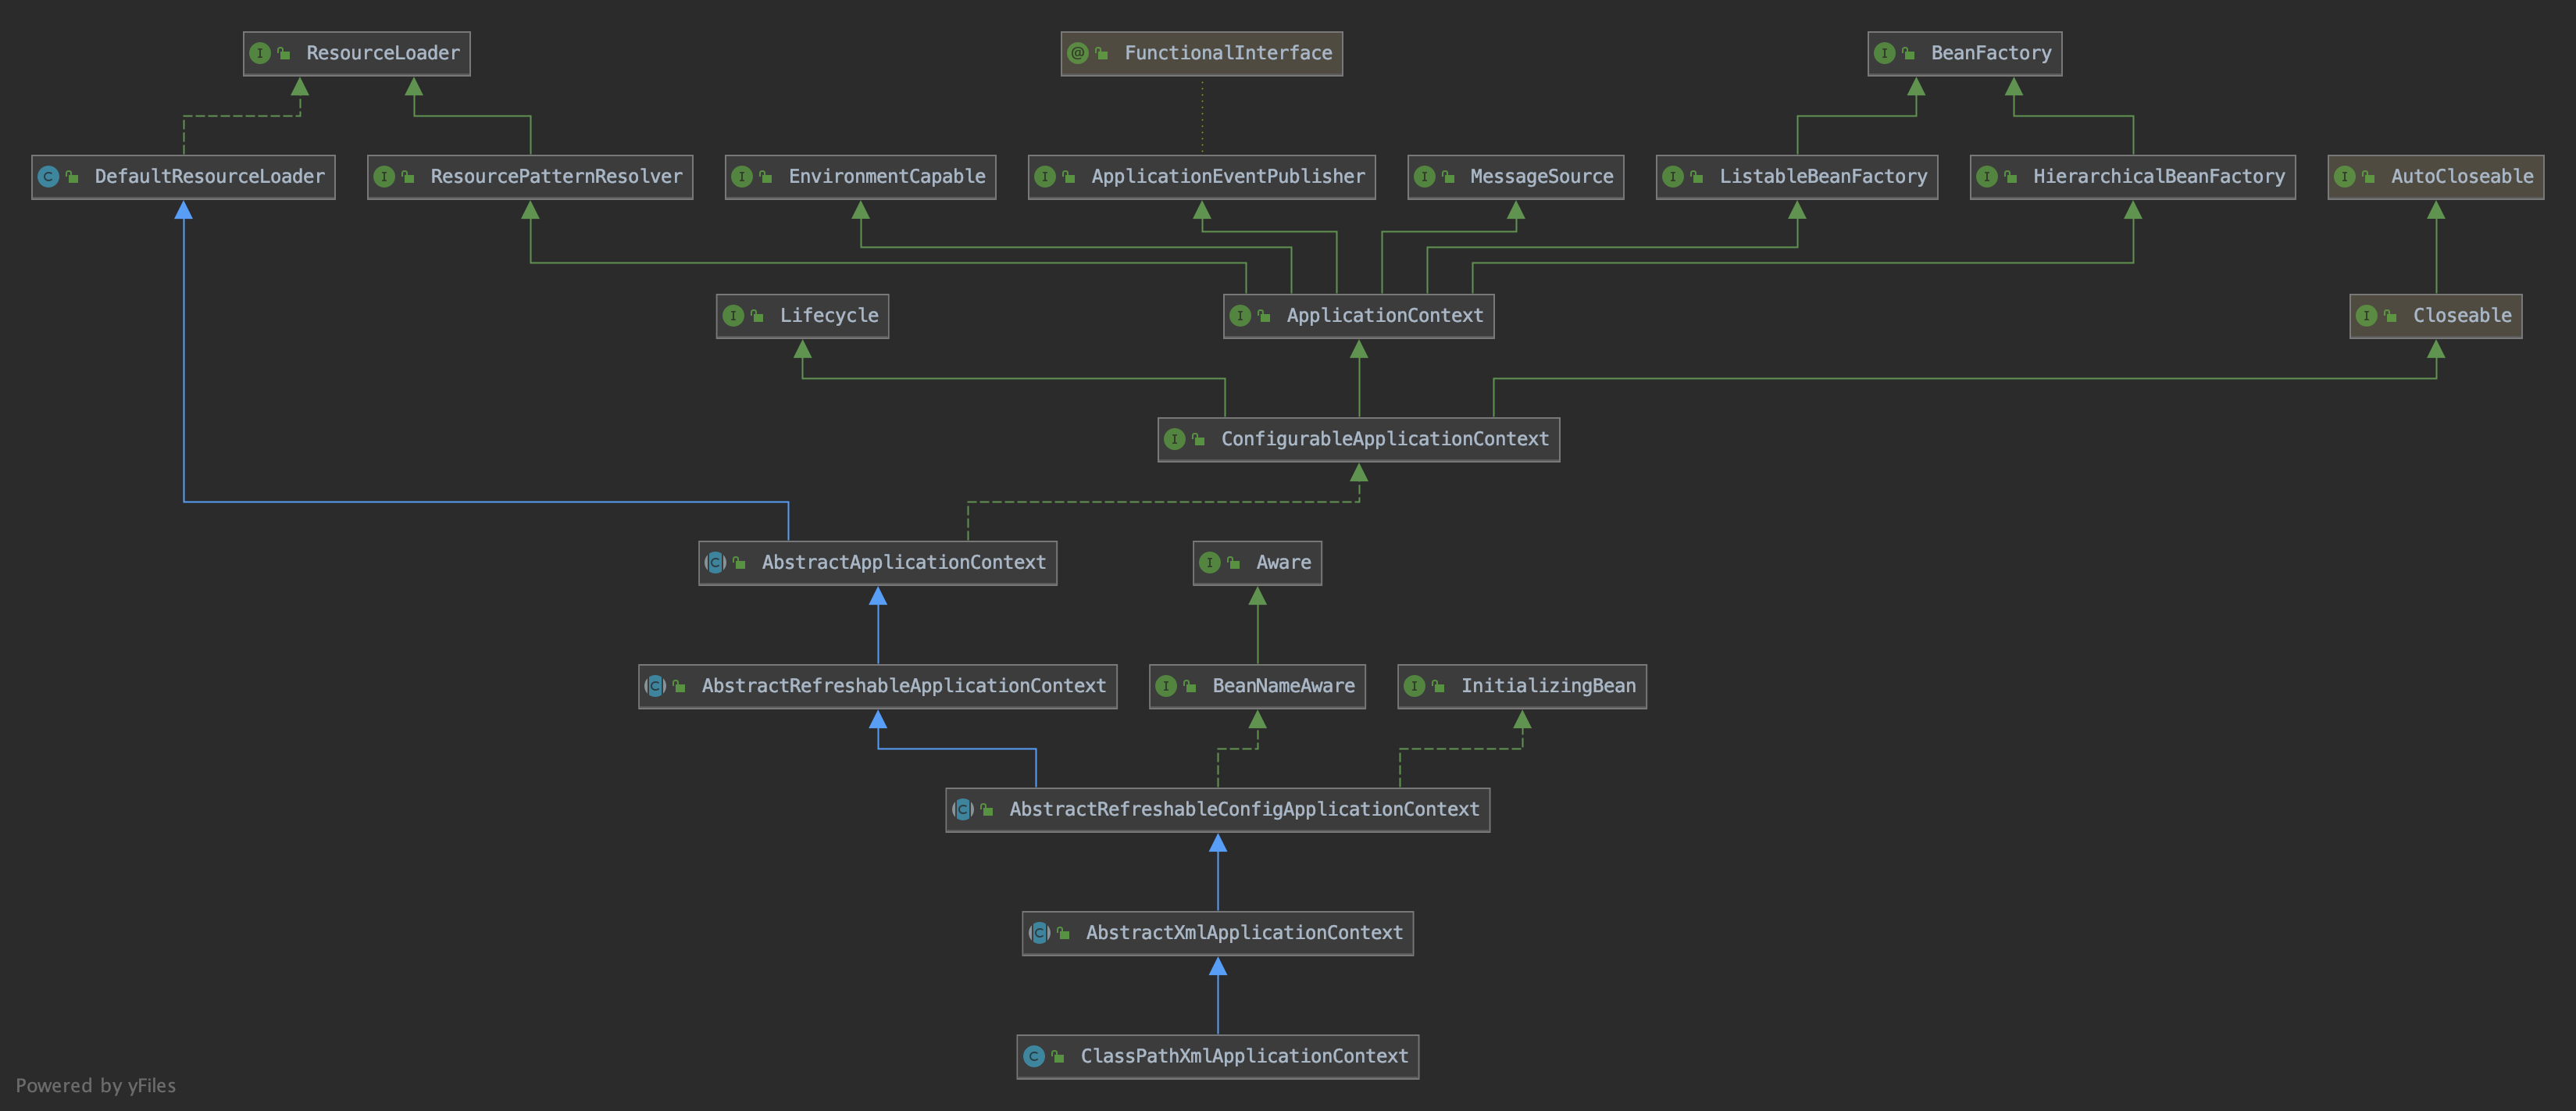 ResourceLoader
FunctionalInterface
BeanFactory
DefaultResourceLoader
ResourcePatternResolver
EnvironmentCapable
ApplicationEventPublisher
MessageSource
ListableBeanFactory
HierarchicalBeanFactory
AutoCloseable
Lifecycle
ApplicationContext
Closeable
ConfigurableApplicationContext
AbstractApplicationContext
Aware
AbstractRefreshableApplicationContext
BeanNameAware
InitializingBean
AbstractRefreshableConfigApplicationContext
AbstractXmlApplicationContext
ClassPathXmlApplicationContext
Powered by yFiles